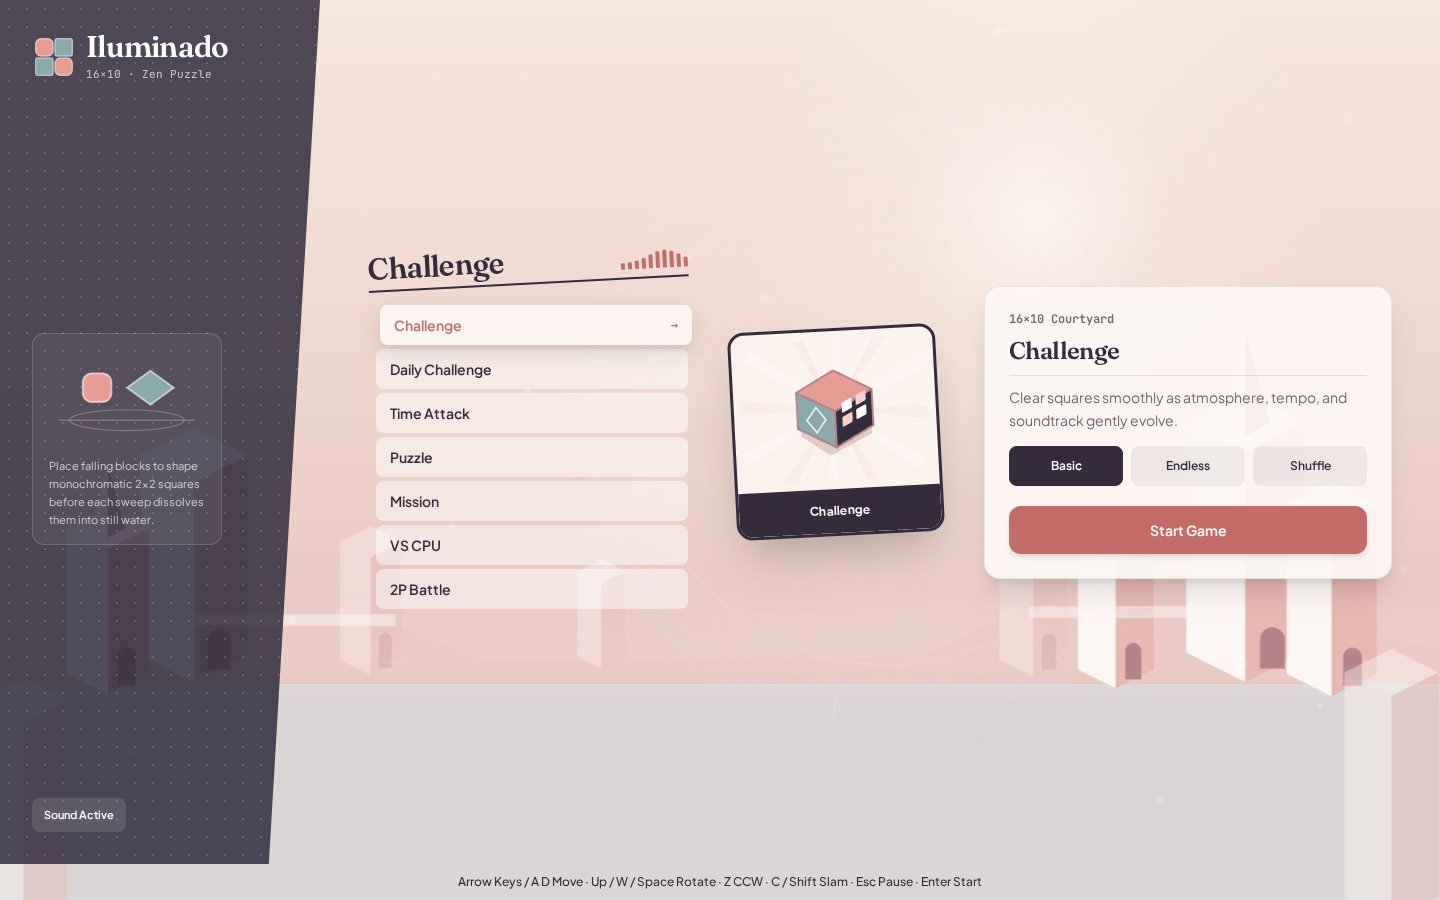 Iluminado
16×10 · Zen Puzzle
Place falling blocks to shape
monochromatic 2×2 squares
before each sweep dissolves
them into still water.
Sound Active
Challenge
Challenge →
Daily Challenge
Time Attack
Puzzle
Mission
VS CPU
2P Battle
Challenge
16×10 Courtyard
Challenge
Clear squares smoothly as atmosphere, tempo, and
soundtrack gently evolve.
Basic Endless Shuffle
Start Game
Arrow Keys / A D Move · Up / W / Space Rotate · Z CCW · C / Shift Slam · Esc Pause · Enter Start